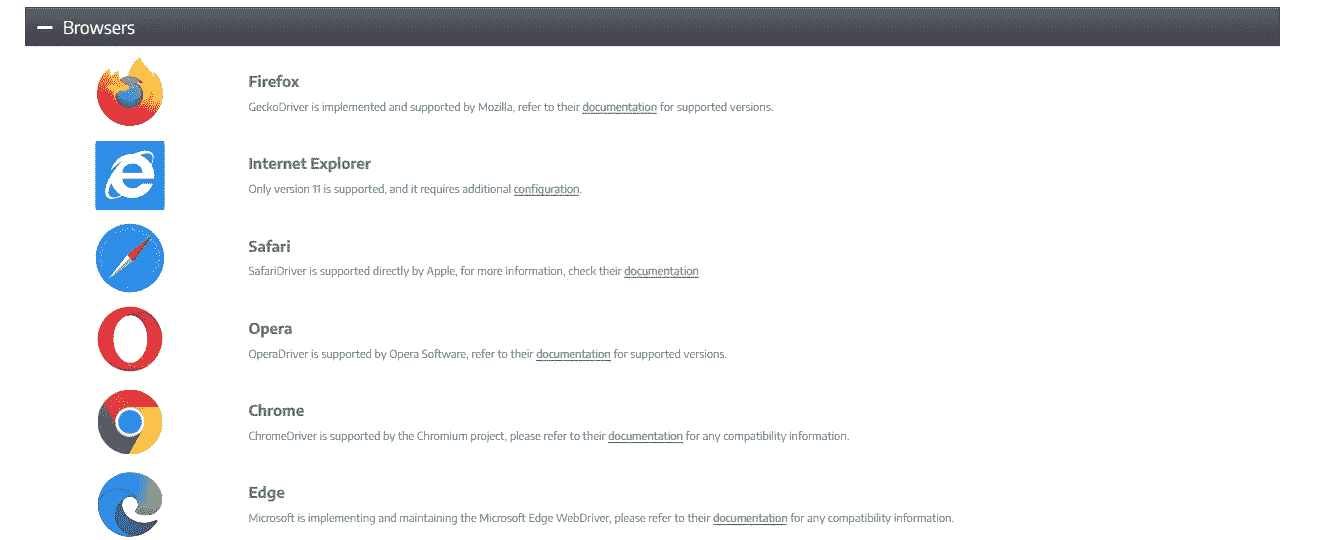 Browsers
Firefox
GeckoDriver is implemented and supported by Mozilla, refer to their documentation for supported versions.
Internet Explorer
Only version 11 is supported, and it requires additional configuration.
Safari
SafariDriver is supported directly by Apple, for more information, check their documentation
Opera
OperaDriver is supported by Opera Software, refer to their documentation for supported versions.
Chrome
ChromeDriver is supported by the Chromium project, please refer to their documentation for any compatibility information.
Edge
Microsoft is implementing and maintaining the Microsoft Edge WebDriver, please refer to their documentation for any compatibility information.